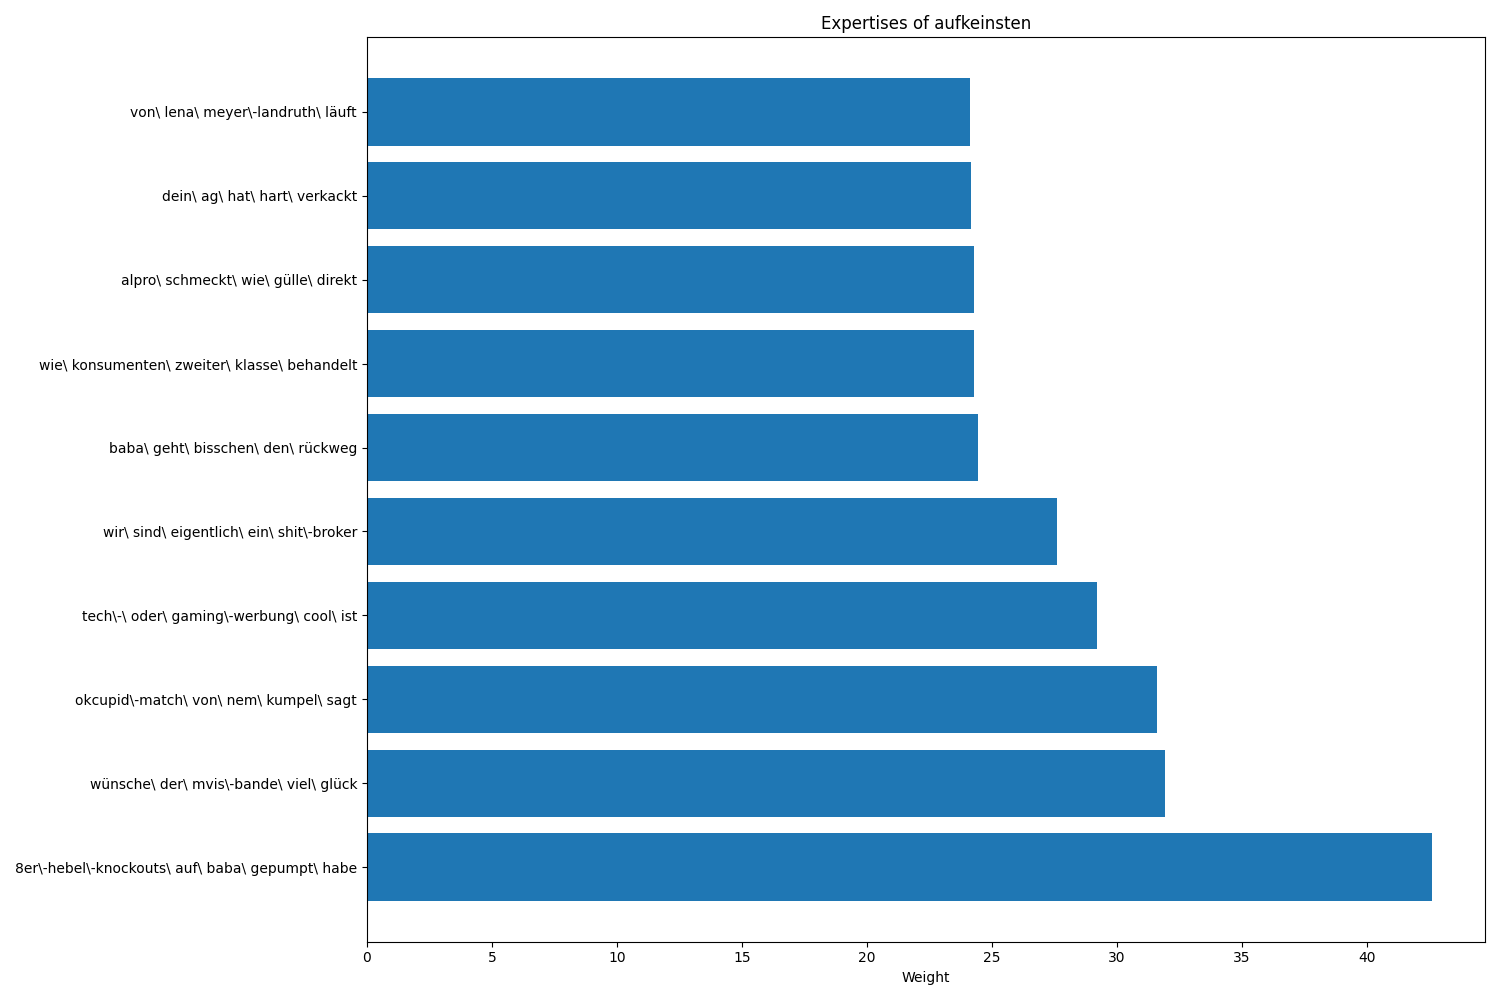 Expertises of aufkeinsten
von\ lena\ meyer\-landruth\ läuft
dein\ ag\ hat\ hart\ verkackt
alpro\ schmeckt\ wie\ gülle\ direkt
wie\ konsumenten\ zweiter\ klasse\ behandelt
baba\ geht\ bisschen\ den\ rückweg
wir\ sind\ eigentlich\ ein\ shit\-broker
tech\-\ oder\ gaming\-werbung\ cool\ ist
okcupid\-match\ von\ nem\ kumpel\ sagt
wünsche\ der\ mvis\-bande\ viel\ glück
8er\-hebel\-knockouts\ auf\ baba\ gepumpt\ habe
0 5 10 15 20 25 30 35 40
Weight